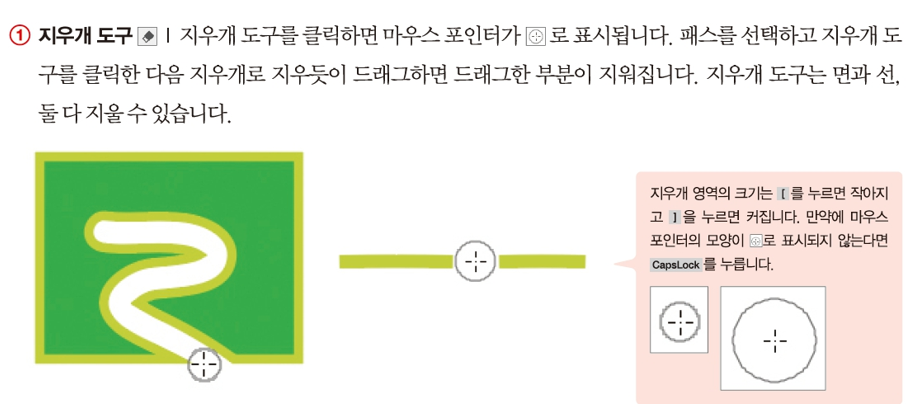 ① 지우개 도구 | 지우개 도구를 클릭하면 마우스 포인터가 로 표시됩니다. 패스를 선택하고 지우개 도
구를 클릭한 다음 지우개로 지우듯이 드래그하면 드래그한 부분이 지워집니다. 지우개 도구는 면과 선,
둘 다 지울 수 있습니다.
지우개 영역의 크기는 [ 를 누르면 작아지
고 ] 을 누르면 커집니다. 만약에 마우스
포인터의 모양이 로 표시되지 않는다면
CapsLock 를 누릅니다.